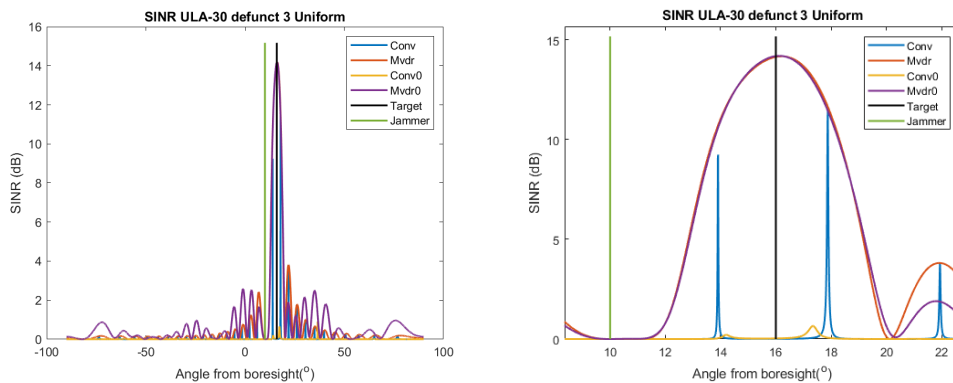 SINR ULA-30 defunct 3 Uniform
SINR (dB)
16
14
12
10
8
6
4
2
0
-100
-50
0
50
100
Angle from boresight(°)
Conv
Mvdr
Conv0
Mvdr0
Target
Jammer
SINR ULA-30 defunct 3 Uniform
SINR (dB)
15
10
5
0
10
12
14
16
18
20
22
Angle from boresight(°)
Conv
Mvdr
Conv0
Mvdr0
Target
Jammer